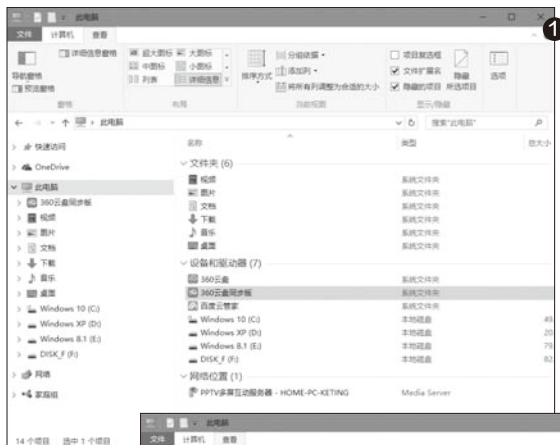 此电脑
文件 计算机 查看
1
导航窗格
预览窗格
详细信息窗格
窗格
超大图标 大图标
中图标 小图标
列表 详细信息
布局
排序方式
分组依据
添加列
将所有列调整为合适的大小
当前视图
项目复选框
文件扩展名
隐藏的项目
隐藏
所选项目
显示/隐藏
选项
此电脑
搜索"此电脑"
快速访问
OneDrive
此电脑
360云盘同步版
视频
图片
文档
下载
音乐
桌面
Windows 10 (C:)
Windows XP (D:)
Windows 8.1 (E:)
DISK_F (F:)
网络
家庭组
名称 类型 总大小
文件夹 (6)
视频 系统文件夹
图片 系统文件夹
文档 系统文件夹
下载 系统文件夹
音乐 系统文件夹
桌面 系统文件夹
设备和驱动器 (7)
360云盘 系统文件夹
360云盘同步版 系统文件夹
百度云管家 系统文件夹
Windows 10 (C:) 本地磁盘 49
Windows XP (D:) 本地磁盘 20
Windows 8.1 (E:) 本地磁盘 79
DISK_F (F:) 本地磁盘 82
网络位置 (1)
PPTV多屏互动服务器 - HOME-PC-KETING Media Server
14 个项目 选中 1 个项目
此电脑
文件 计算机 查看